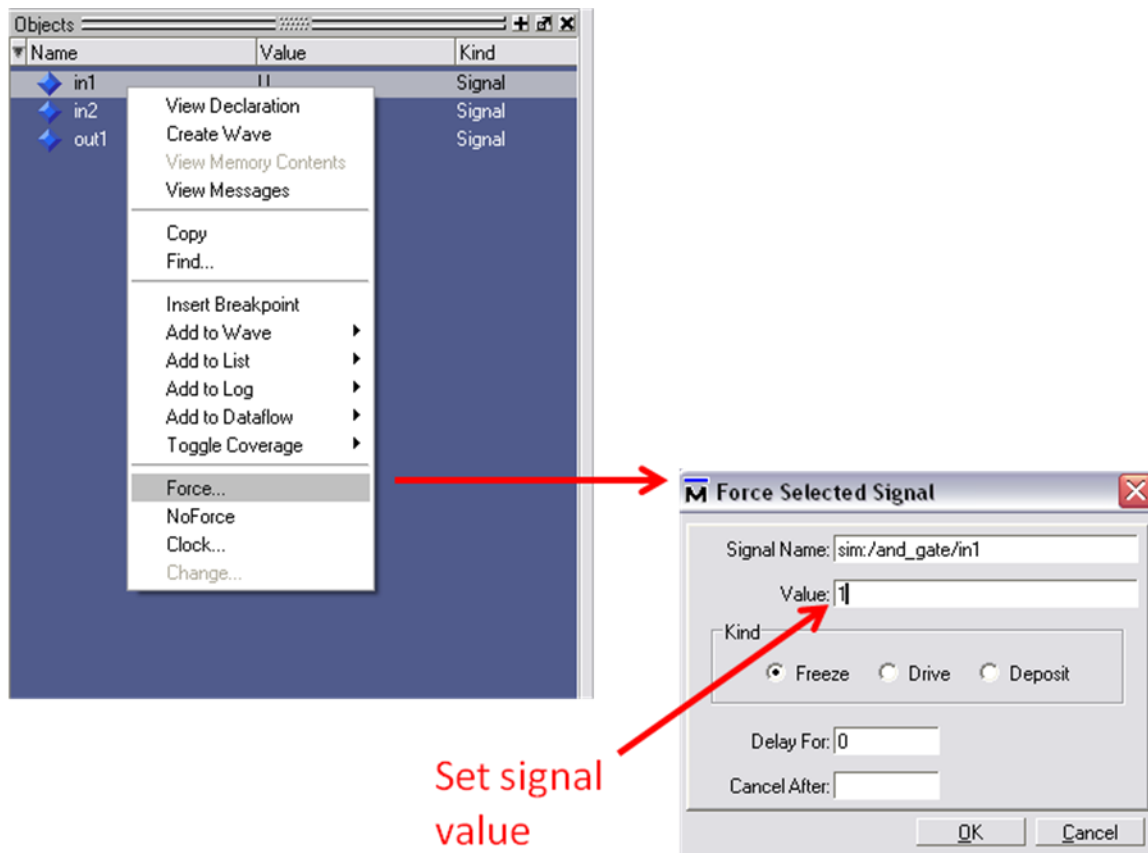 Objects
Name Value Kind
in1 U Signal
in2 Signal
out1 Signal
View Declaration
Create Wave
View Memory Contents
View Messages
Copy
Find...
Insert Breakpoint
Add to Wave
Add to List
Add to Log
Add to Dataflow
Toggle Coverage
Force...
NoForce
Clock...
Change...
M Force Selected Signal
Signal Name: sim:/and_gate/in1
Value: 1
Kind
Freeze Drive Deposit
Delay For: 0
Cancel After:
OK Cancel
Set signal
value